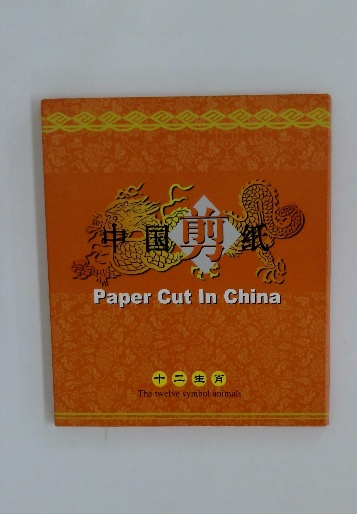 中国剪纸
Paper Cut In China
十二生肖
The twelve symbol animals